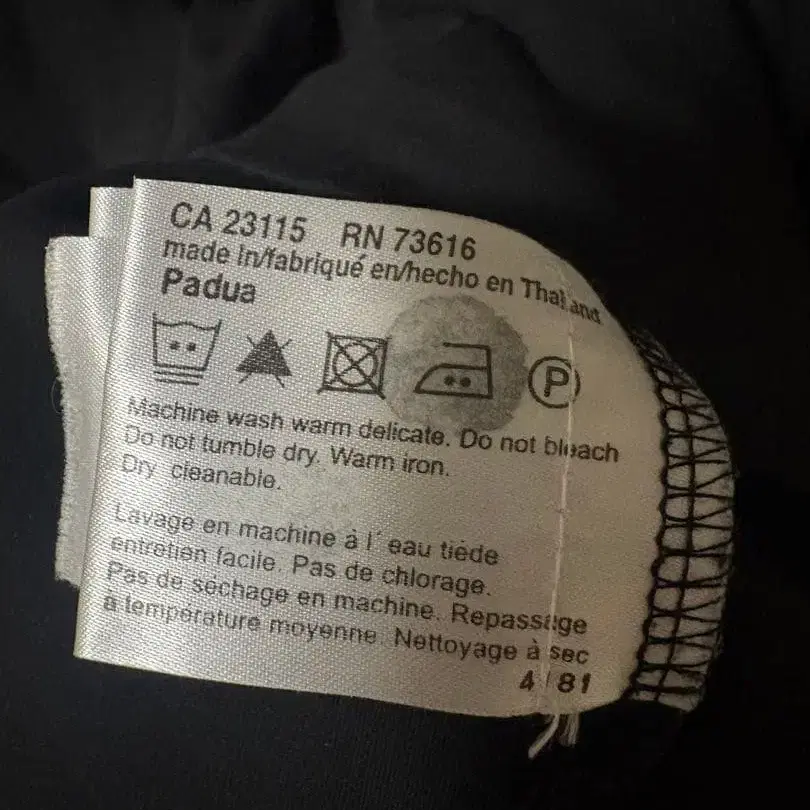 CA 23115 RN 73616
made in/fabriqué en/hecho en Thailand
Padua
P
Machine wash warm delicate. Do not bleach
Do not tumble dry. Warm iron.
Dry cleanable.
Lavage en machine à l' eau tiède
entretien facile. Pas de chlorage.
Pas de séchage en machine. Repassage
à température moyenne. Nettoyage à sec
4 / 81